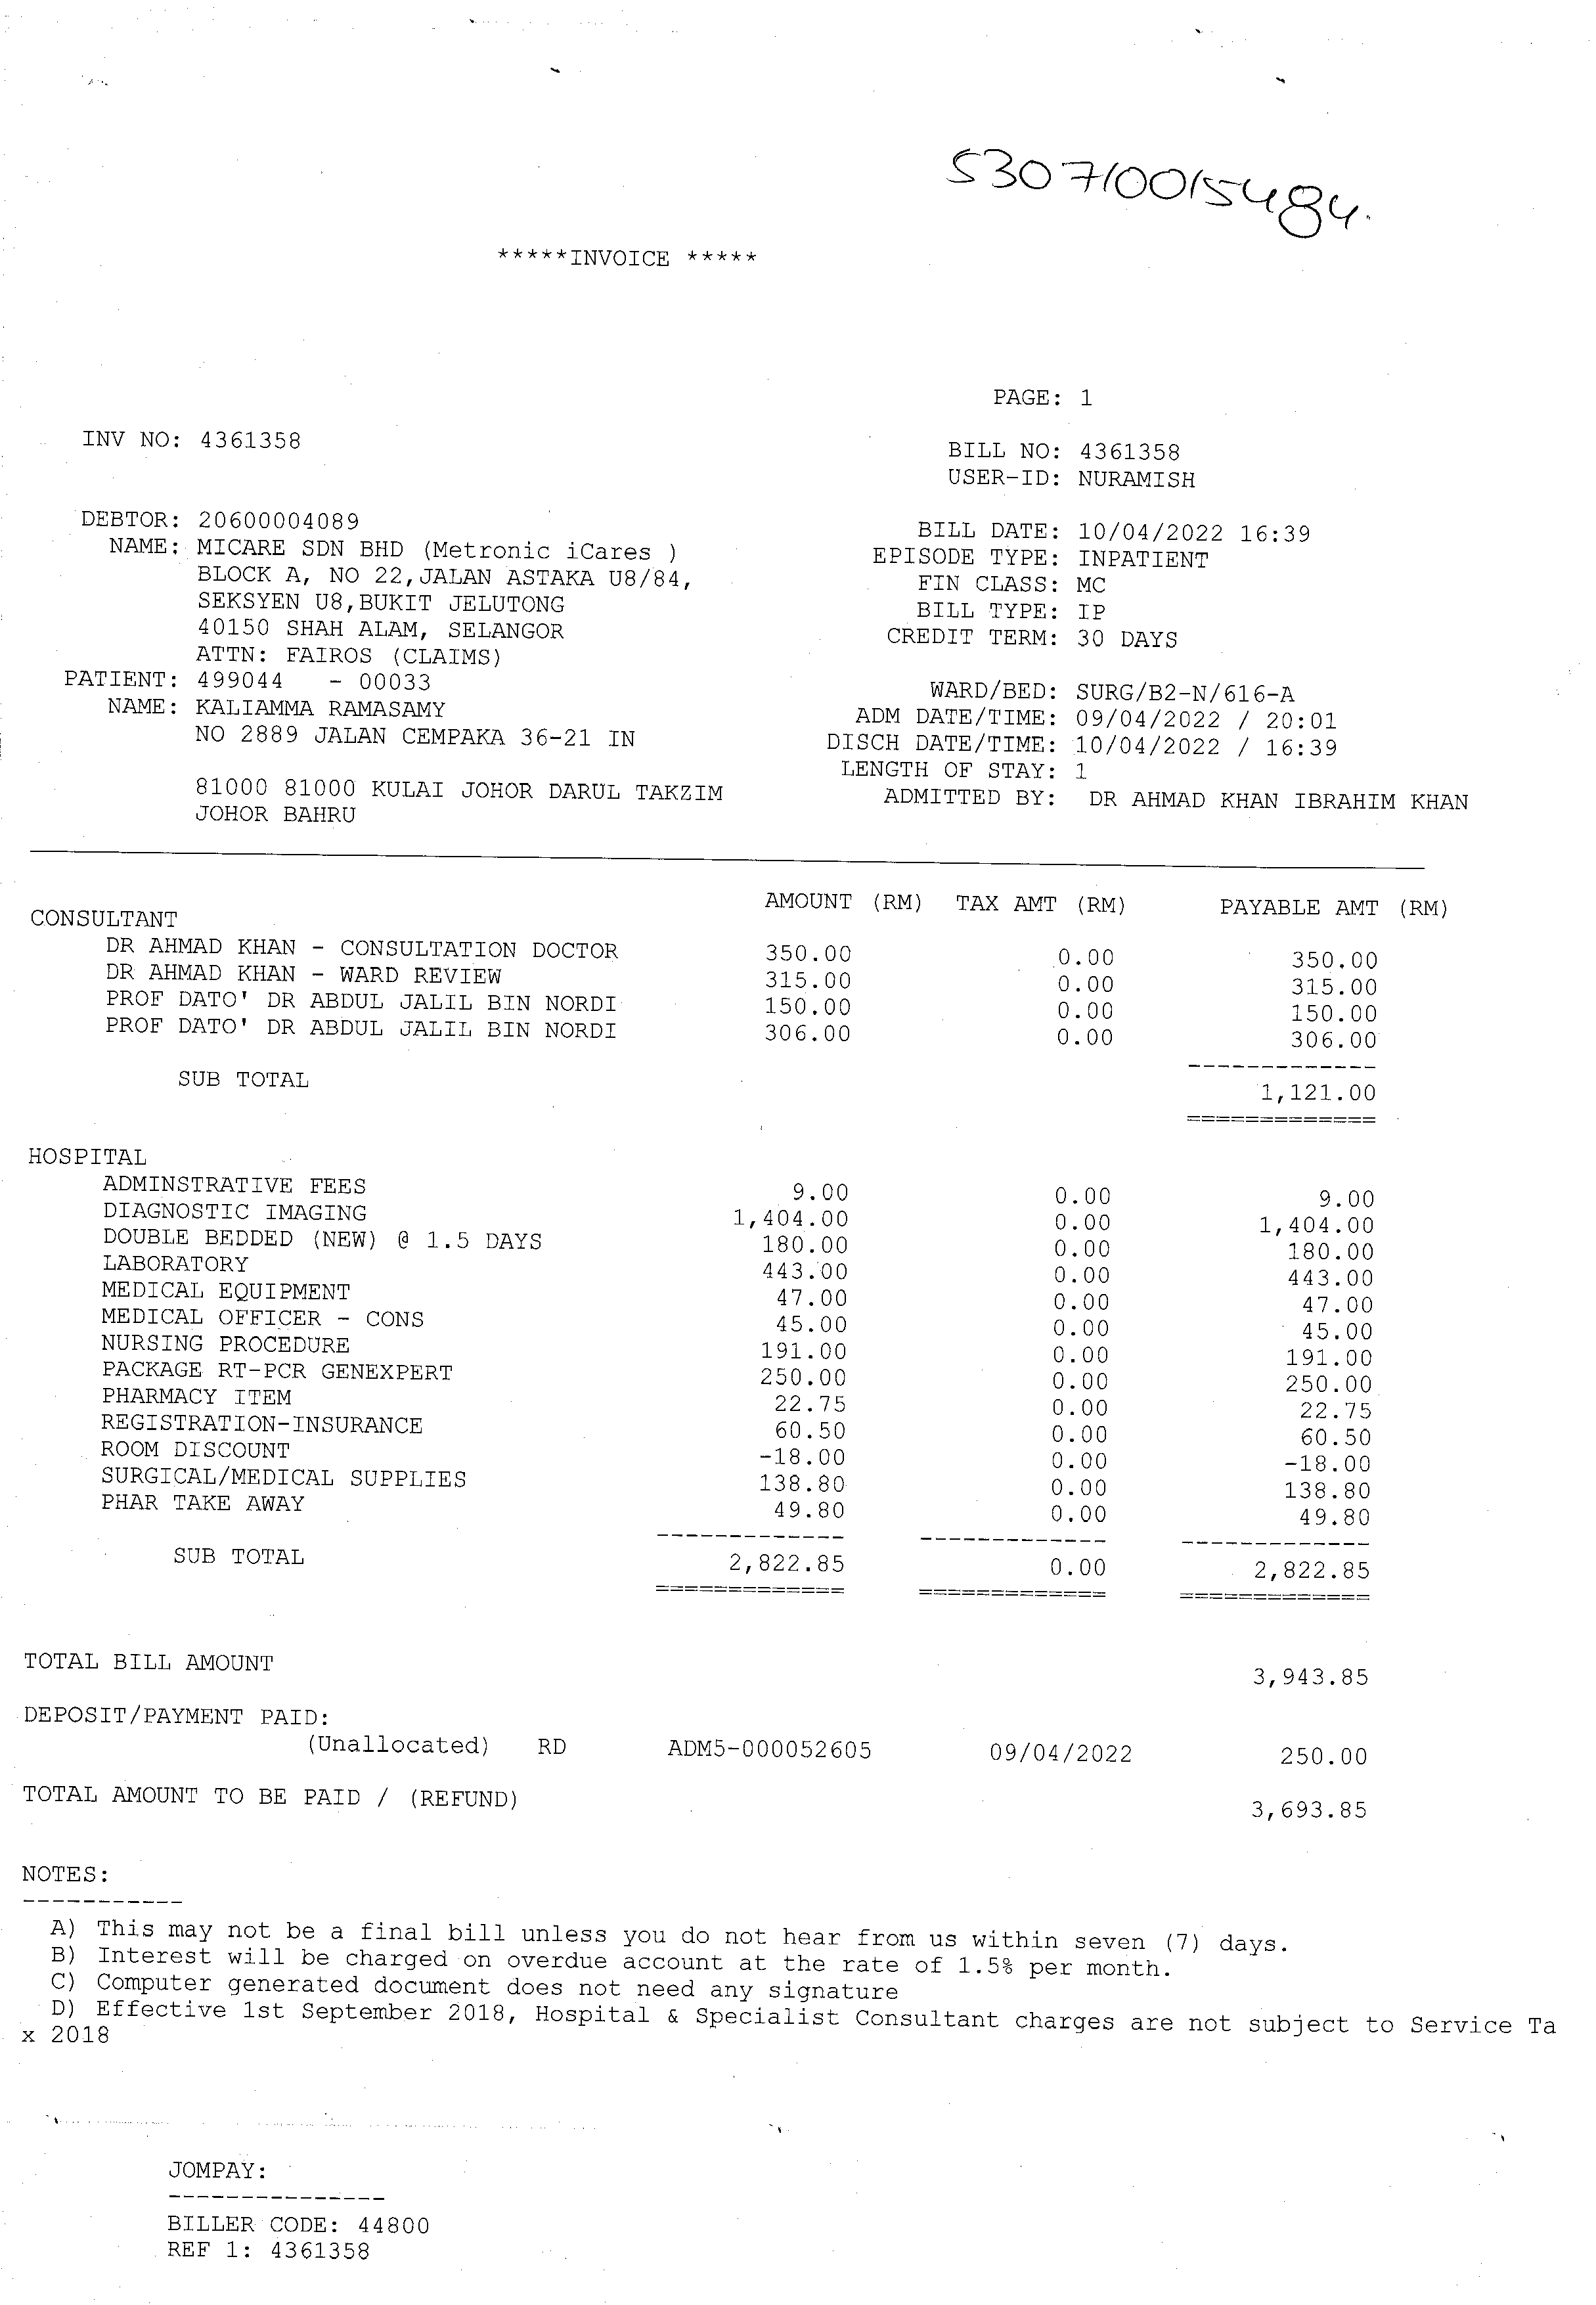 530710015484.
*****INVOICE *****
PAGE: 1
INV NO: 4361358
BILL NO: 4361358
USER-ID: NURAMISH
DEBTOR: 20600004089
NAME: MICARE SDN BHD (Metronic iCares )
BLOCK A, NO 22,JALAN ASTAKA U8/84,
SEKSYEN U8,BUKIT JELUTONG
40150 SHAH ALAM, SELANGOR
ATTN: FAIROS (CLAIMS)
BILL DATE: 10/04/2022 16:39
EPISODE TYPE: INPATIENT
FIN CLASS: MC
BILL TYPE: IP
CREDIT TERM: 30 DAYS
PATIENT: 499044 - 00033
NAME: KALIAMMA RAMASAMY
NO 2889 JALAN CEMPAKA 36-21 IN
81000 81000 KULAI JOHOR DARUL TAKZIM
JOHOR BAHRU
WARD/BED: SURG/B2-N/616-A
ADM DATE/TIME: 09/04/2022 / 20:01
DISCH DATE/TIME: 10/04/2022 / 16:39
LENGTH OF STAY: 1
ADMITTED BY: DR AHMAD KHAN IBRAHIM KHAN
AMOUNT (RM) TAX AMT (RM) PAYABLE AMT (RM)
CONSULTANT
DR AHMAD KHAN - CONSULTATION DOCTOR 350.00 0.00 350.00
DR AHMAD KHAN - WARD REVIEW 315.00 0.00 315.00
PROF DATO' DR ABDUL JALIL BIN NORDI 150.00 0.00 150.00
PROF DATO' DR ABDUL JALIL BIN NORDI 306.00 0.00 306.00
SUB TOTAL 1,121.00
HOSPITAL
ADMINSTRATIVE FEES 9.00 0.00 9.00
DIAGNOSTIC IMAGING 1,404.00 0.00 1,404.00
DOUBLE BEDDED (NEW) @ 1.5 DAYS 180.00 0.00 180.00
LABORATORY 443.00 0.00 443.00
MEDICAL EQUIPMENT 47.00 0.00 47.00
MEDICAL OFFICER - CONS 45.00 0.00 45.00
NURSING PROCEDURE 191.00 0.00 191.00
PACKAGE RT-PCR GENEXPERT 250.00 0.00 250.00
PHARMACY ITEM 22.75 0.00 22.75
REGISTRATION-INSURANCE 60.50 0.00 60.50
ROOM DISCOUNT -18.00 0.00 -18.00
SURGICAL/MEDICAL SUPPLIES 138.80 0.00 138.80
PHAR TAKE AWAY 49.80 0.00 49.80
SUB TOTAL 2,822.85 0.00 2,822.85
TOTAL BILL AMOUNT 3,943.85
DEPOSIT/PAYMENT PAID:
(Unallocated) RD ADM5-000052605 09/04/2022 250.00
TOTAL AMOUNT TO BE PAID / (REFUND) 3,693.85
NOTES:
A) This may not be a final bill unless you do not hear from us within seven (7) days.
B) Interest will be charged on overdue account at the rate of 1.5% per month.
C) Computer generated document does not need any signature
D) Effective 1st September 2018, Hospital & Specialist Consultant charges are not subject to Service Ta
x 2018
JOMPAY:
BILLER CODE: 44800
REF 1: 4361358